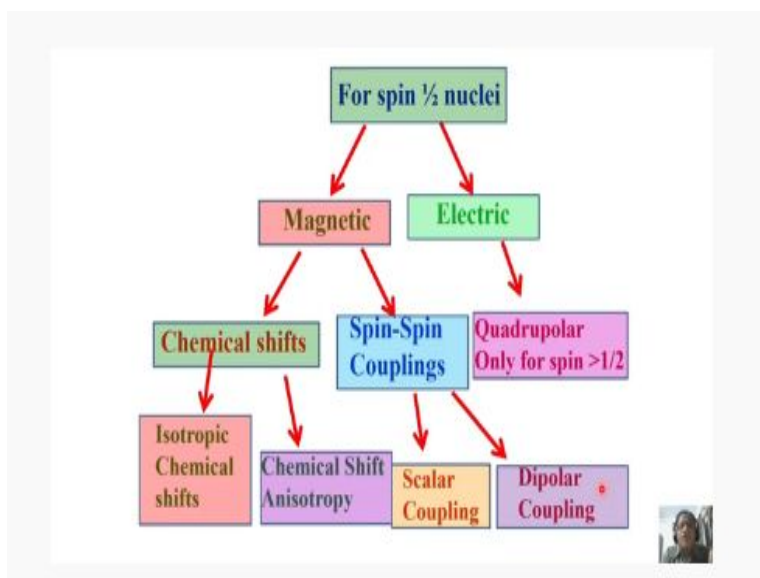 For spin ½ nuclei
Magnetic
Electric
Chemical shifts
Spin-Spin
Couplings
Quadrupolar
Only for spin >1/2
Isotropic
Chemical
shifts
Chemical Shift
Anisotropy
Scalar
Coupling
Dipolar
Coupling